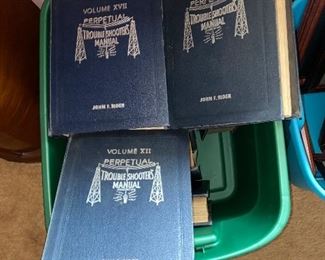 VOLUME XVII
PERPETUAL
TROUBLE SHOOTER'S
MANUAL
JOHN F. RIDER
TROUBLE SHOOTER'S
MANUAL
JOHN F. RIDER
VOLUME XII
PERPETUAL
TROUBLE SHOOTER'S
MANUAL